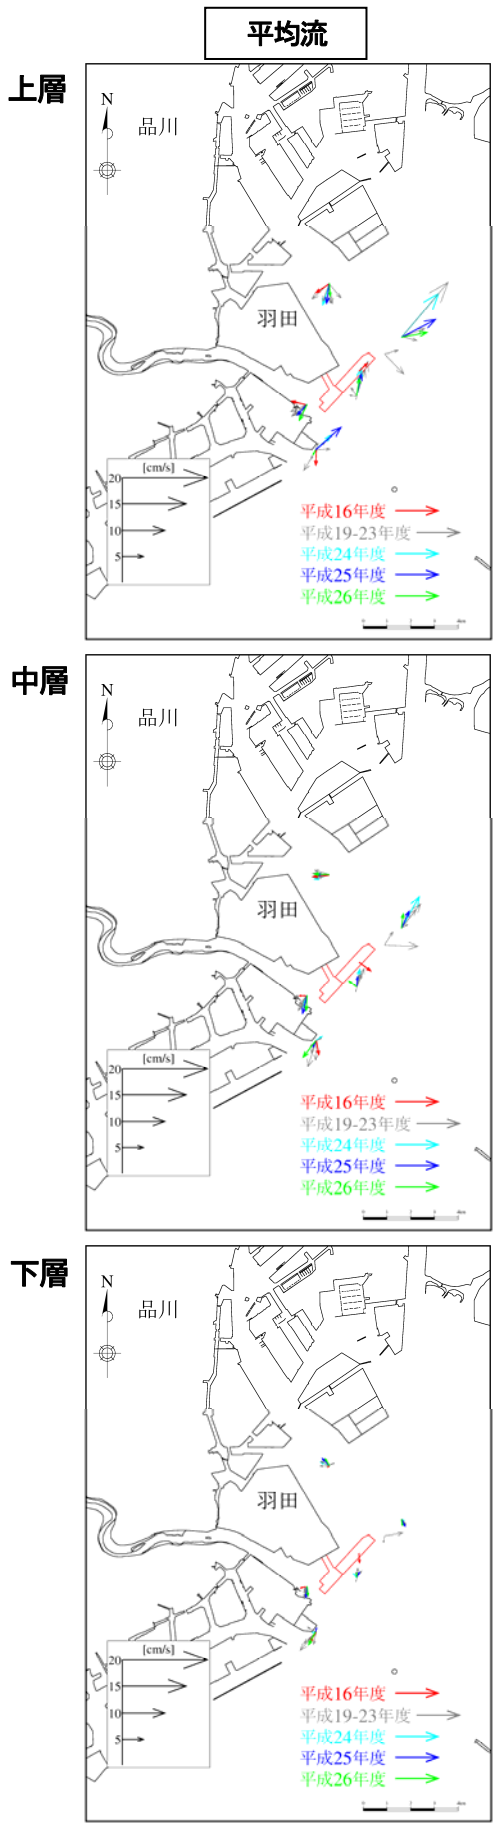 平均流
上層
N
品川
羽田
[cm/s]
20
15
10
5
平成16年度
平成19-23年度
平成24年度
平成25年度
平成26年度
中層
N
品川
羽田
[cm/s]
20
15
10
5
平成16年度
平成19-23年度
平成24年度
平成25年度
平成26年度
下層
N
品川
羽田
[cm/s]
20
15
10
5
平成16年度
平成19-23年度
平成24年度
平成25年度
平成26年度